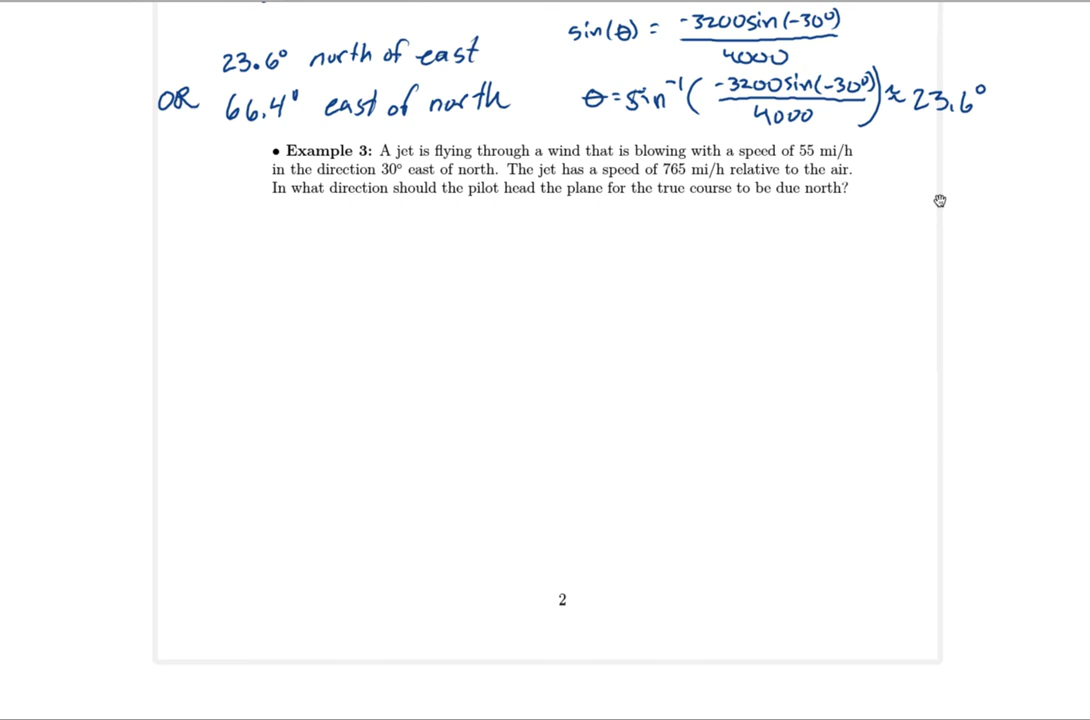 sin(θ) = -3200sin(-30°) / 4000
23.6° north of east
OR 66.4° east of north
θ = sin⁻¹( -3200sin(-30°) / 4000 ) ≈ 23.6°
• Example 3: A jet is flying through a wind that is blowing with a speed of 55 mi/h
in the direction 30° east of north. The jet has a speed of 765 mi/h relative to the air.
In what direction should the pilot head the plane for the true course to be due north?
2